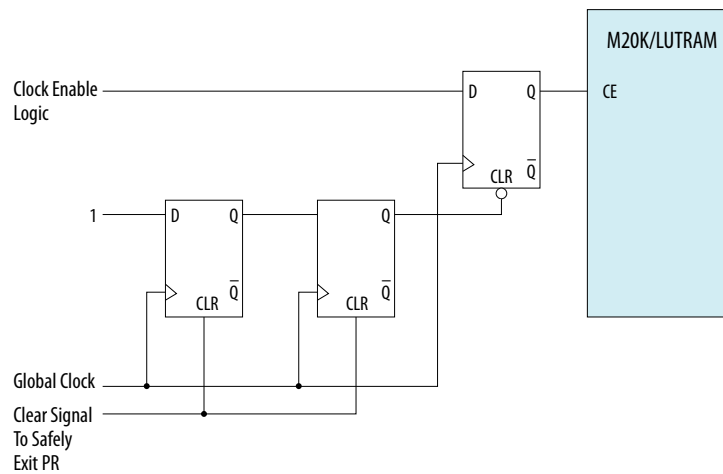 M20K/LUTRAM
Clock Enable
Logic
D Q
CE
CLR Q̅
1
D Q
Q
CLR Q̅
CLR Q̅
Global Clock
Clear Signal
To Safely
Exit PR